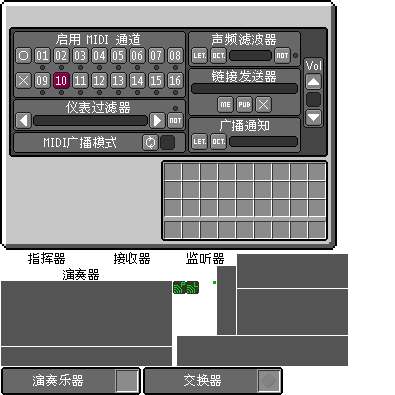 启用 MIDI 通道
01 02 03 04 05 06 07 08
09 10 11 12 13 14 15 16
仪表过滤器
NOT
MIDI广播模式
声频滤波器
LET. OCT. NOT
链接发送器
ME PUB
广播通知
LET. OCT.
Vol
指挥器 接收器 监听器
演奏器
演奏乐器 交换器